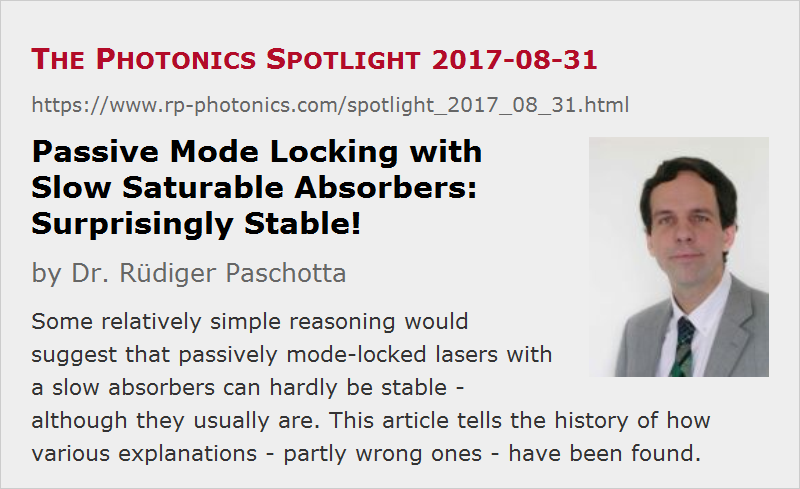 THE PHOTONICS SPOTLIGHT 2017-08-31
https://www.rp-photonics.com/spotlight_2017_08_31.html
Passive Mode Locking with
Slow Saturable Absorbers:
Surprisingly Stable!
by Dr. Rüdiger Paschotta
Some relatively simple reasoning would
suggest that passively mode-locked lasers with
a slow absorbers can hardly be stable -
although they usually are. This article tells the history of how
various explanations - partly wrong ones - have been found.